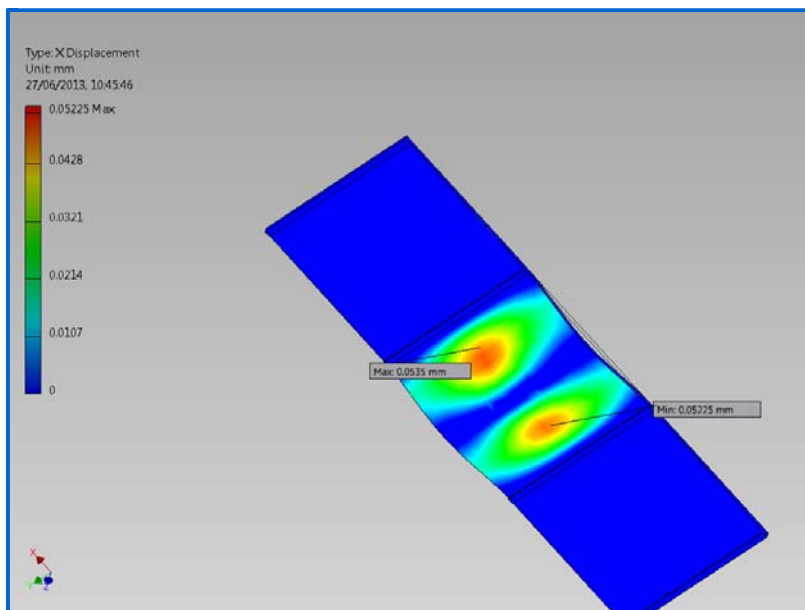 Type: X Displacement
Unit: mm
27/06/2013, 10:45:46
0.05225 Max
0.0428
0.0321
0.0214
0.0107
0
Max: 0.0535 mm
Min: 0.05225 mm
X
Y
Z